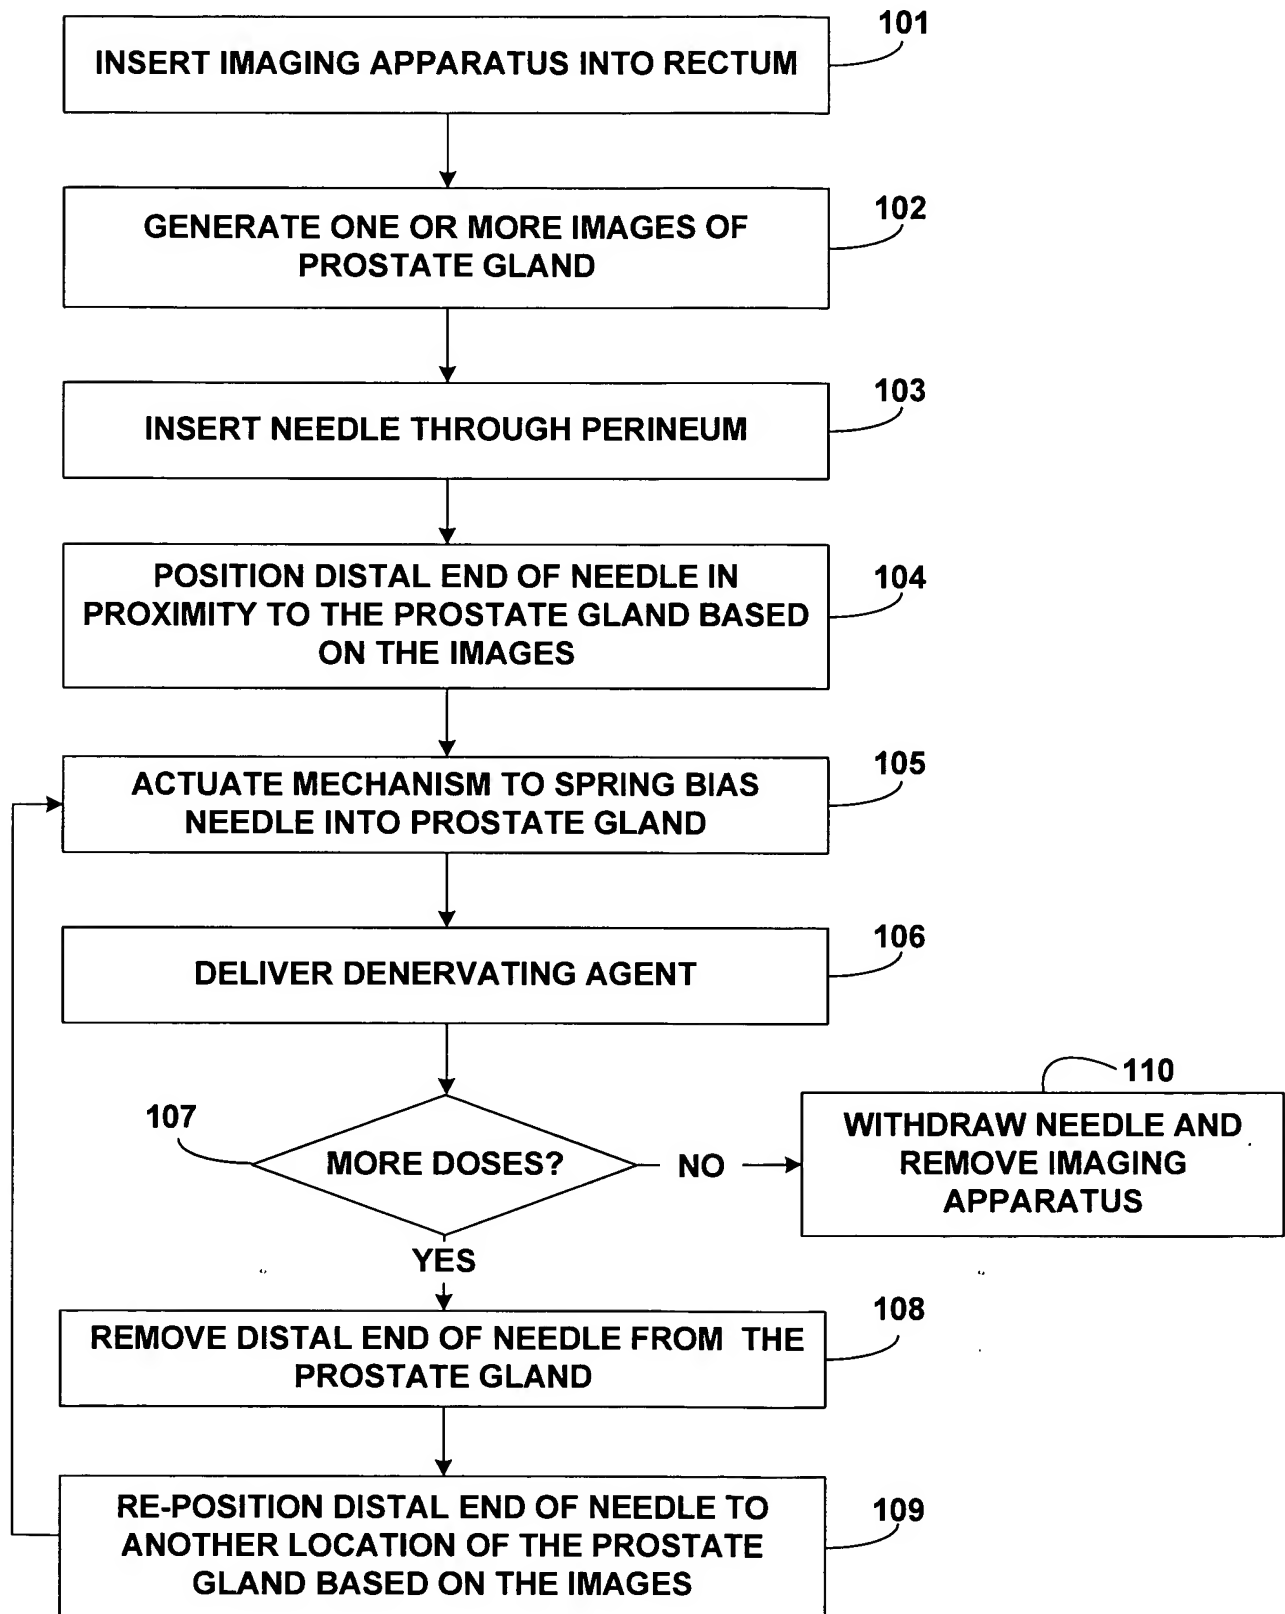 101
INSERT IMAGING APPARATUS INTO RECTUM
102
GENERATE ONE OR MORE IMAGES OF
PROSTATE GLAND
103
INSERT NEEDLE THROUGH PERINEUM
104
POSITION DISTAL END OF NEEDLE IN
PROXIMITY TO THE PROSTATE GLAND BASED
ON THE IMAGES
105
ACTUATE MECHANISM TO SPRING BIAS
NEEDLE INTO PROSTATE GLAND
106
DELIVER DENERVATING AGENT
107
MORE DOSES?
NO
110
WITHDRAW NEEDLE AND
REMOVE IMAGING
APPARATUS
YES
108
REMOVE DISTAL END OF NEEDLE FROM THE
PROSTATE GLAND
109
RE-POSITION DISTAL END OF NEEDLE TO
ANOTHER LOCATION OF THE PROSTATE
GLAND BASED ON THE IMAGES